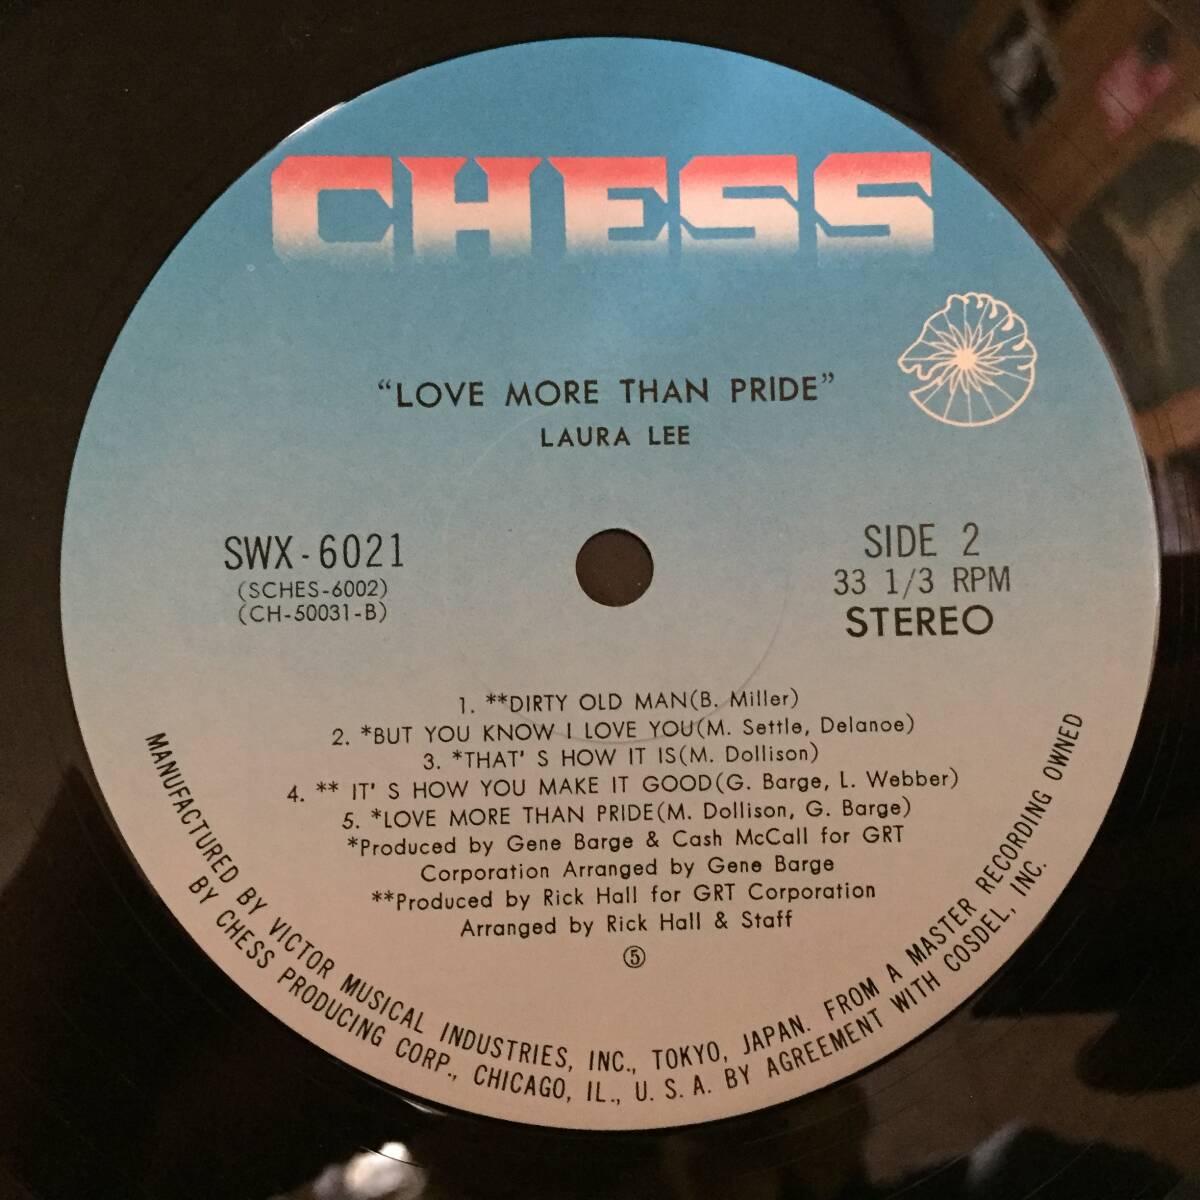 CHESS
“LOVE MORE THAN PRIDE”
LAURA LEE
SWX-6021
(SCHES-6002)
(CH-50031-B)
SIDE 2
33 1/3 RPM
STEREO
1. **DIRTY OLD MAN(B. Miller)
2. *BUT YOU KNOW I LOVE YOU(M. Settle, Delanoe)
3. *THAT' S HOW IT IS(M. Dollison)
4. ** IT' S HOW YOU MAKE IT GOOD(G. Barge, L. Webber)
5. *LOVE MORE THAN PRIDE(M. Dollison, G. Barge)
*Produced by Gene Barge & Cash McCall for GRT
Corporation Arranged by Gene Barge
**Produced by Rick Hall for GRT Corporation
Arranged by Rick Hall & Staff
⑤
MANUFACTURED BY VICTOR MUSICAL INDUSTRIES, INC., TOKYO, JAPAN. FROM A MASTER RECORDING OWNED
BY CHESS PRODUCING CORP., CHICAGO, IL., U. S. A. BY AGREEMENT WITH COSDEL, INC.